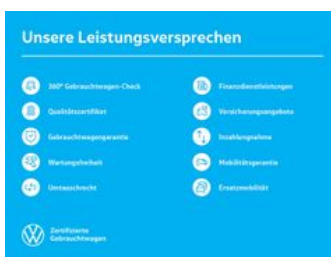 Unsere Leistungsversprechen
360° Gebrauchtwagen-Check
Qualitätszertifikat
Gebrauchtwagengarantie
Wartungsfreiheit
Umtauschrecht
Finanzdienstleistungen
Versicherungsangebote
Inzahlungnahme
Mobilitätsgarantie
Ersatzmobilität
Zertifizierte
Gebrauchtwagen